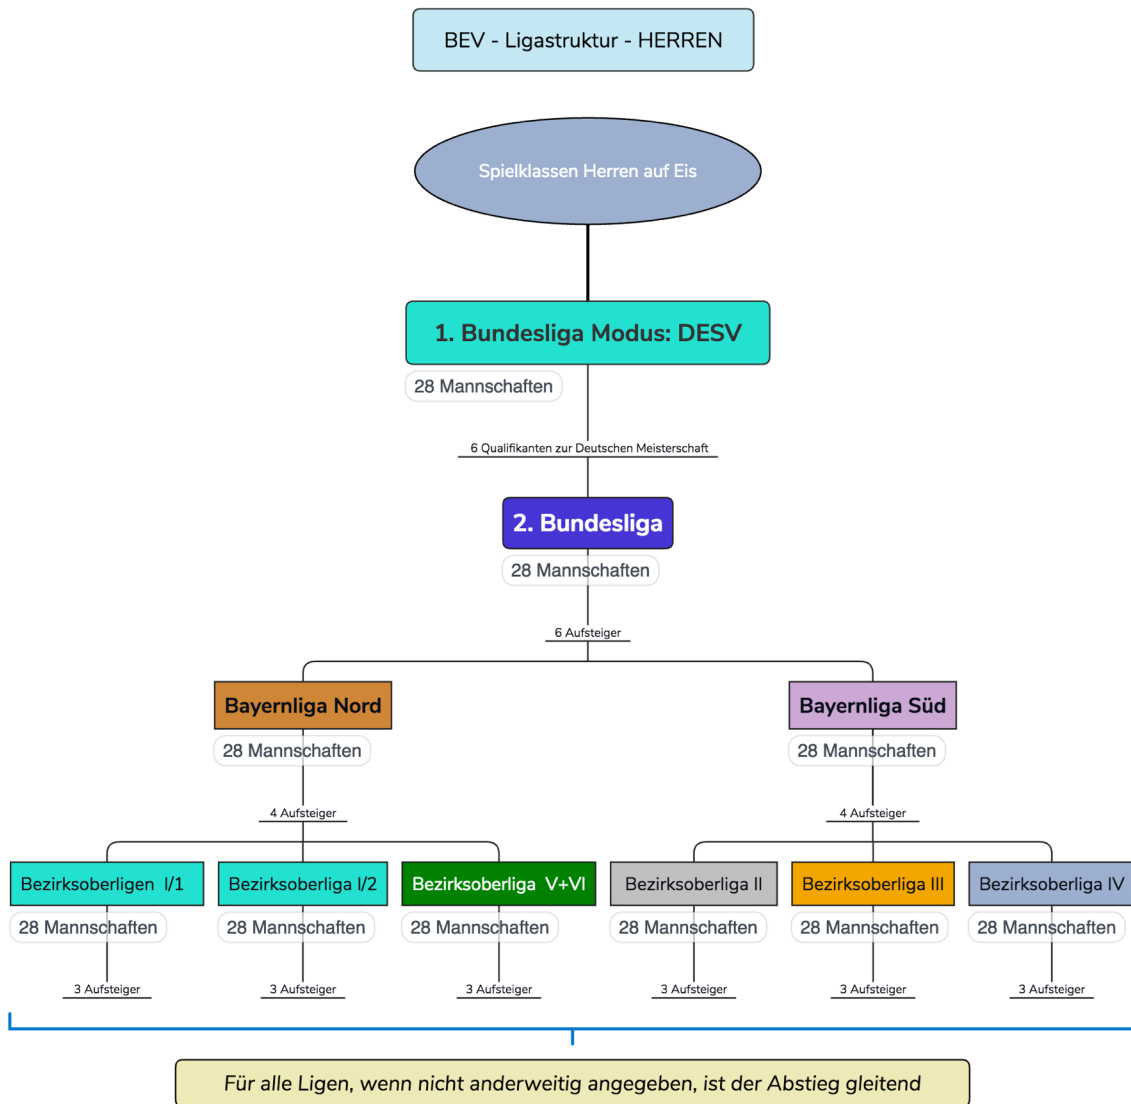 BEV - Ligastruktur - HERREN
Spielklassen Herren auf Eis
1. Bundesliga Modus: DESV
28 Mannschaften
6 Qualifikanten zur Deutschen Meisterschaft
2. Bundesliga
28 Mannschaften
6 Aufsteiger
Bayernliga Nord
Bayernliga Süd
28 Mannschaften
28 Mannschaften
4 Aufsteiger
4 Aufsteiger
Bezirksoberligen I/1
Bezirksoberliga I/2
Bezirksoberliga V+VI
Bezirksoberliga II
Bezirksoberliga III
Bezirksoberliga IV
28 Mannschaften
28 Mannschaften
28 Mannschaften
28 Mannschaften
28 Mannschaften
28 Mannschaften
3 Aufsteiger
3 Aufsteiger
3 Aufsteiger
3 Aufsteiger
3 Aufsteiger
3 Aufsteiger
Für alle Ligen, wenn nicht anderweitig angegeben, ist der Abstieg gleitend